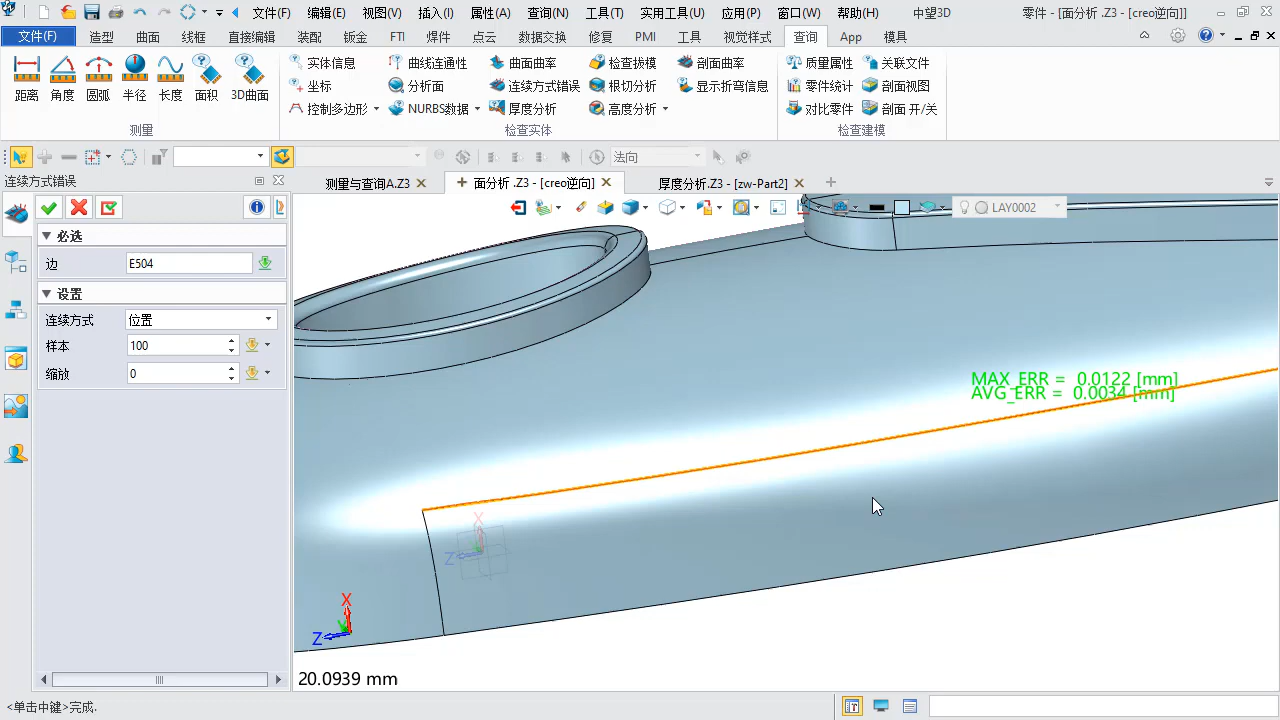 文件(F) 编辑(E) 视图(V) 插入(I) 属性(A) 查询(N) 工具(T) 实用工具(U) 应用(P) 窗口(W) 帮助(H) 中望3D 零件 - [面分析 .Z3 - [creo逆向]]
文件(F) 造型 曲面 线框 直接编辑 装配 钣金 FTI 焊件 点云 数据交换 修复 PMI 工具 视觉样式 查询 App 模具
距离 角度 圆弧 半径 长度 面积 3D曲面
测量
实体信息 曲线连通性 曲面曲率 检查拔模 剖面曲率
坐标 分析面 连续方式错误 根切分析 显示折弯信息
控制多边形 NURBS数据 厚度分析 高度分析
检查实体
质量属性 关联文件
零件统计 剖面视图
对比零件 剖面 开/关
检查建模
法向
连续方式错误
测量与查询A.Z3 面分析 .Z3 - [creo逆向] 厚度分析.Z3 - [zw-Part2]
LAY0002
必选
边 E504
设置
连续方式 位置
样本 100
缩放 0
MAX_ERR = 0.0122 [mm]
AVG_ERR = 0.0034 [mm]
X
Z
X
Z
20.0939 mm
<单击中键>完成.